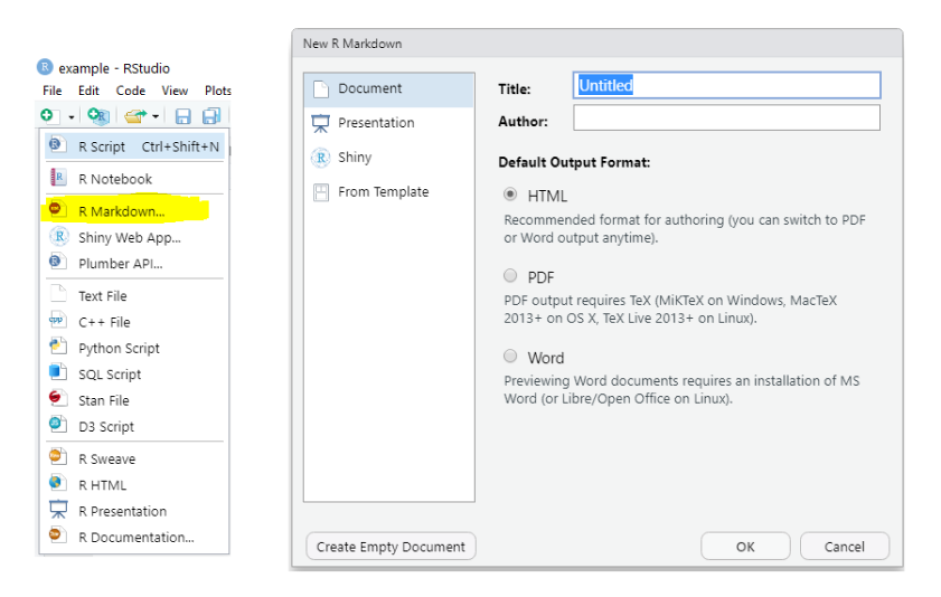 example - RStudio
File Edit Code View Plots
R Script Ctrl+Shift+N
R Notebook
R Markdown...
Shiny Web App...
Plumber API...
Text File
C++ File
Python Script
SQL Script
Stan File
D3 Script
R Sweave
R HTML
R Presentation
R Documentation...
New R Markdown
Document
Presentation
Shiny
From Template
Title: Untitled
Author:
Default Output Format:
HTML
Recommended format for authoring (you can switch to PDF
or Word output anytime).
PDF
PDF output requires TeX (MiKTeX on Windows, MacTeX
2013+ on OS X, TeX Live 2013+ on Linux).
Word
Previewing Word documents requires an installation of MS
Word (or Libre/Open Office on Linux).
Create Empty Document
OK Cancel